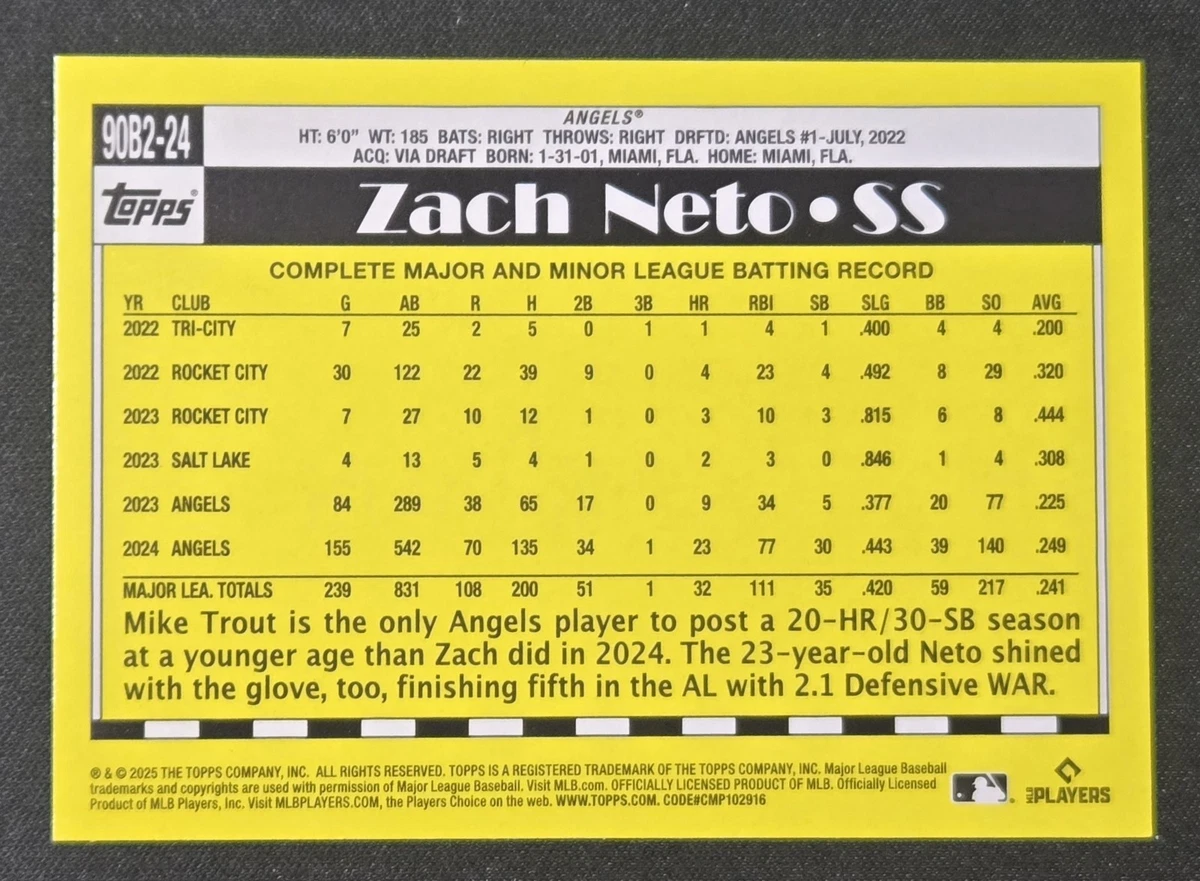 90B2-24
ANGELS®
HT: 6'0" WT: 185 BATS: RIGHT THROWS: RIGHT DRFTD: ANGELS #1-JULY, 2022
ACQ: VIA DRAFT BORN: 1-31-01, MIAMI, FLA. HOME: MIAMI, FLA.
Topps®
Zach Neto • SS
COMPLETE MAJOR AND MINOR LEAGUE BATTING RECORD
YR CLUB G AB R H 2B 3B HR RBI SB SLG BB SO AVG
2022 TRI-CITY 7 25 2 5 0 1 1 4 1 .400 4 4 .200
2022 ROCKET CITY 30 122 22 39 9 0 4 23 4 .492 8 29 .320
2023 ROCKET CITY 7 27 10 12 1 0 3 10 3 .815 6 8 .444
2023 SALT LAKE 4 13 5 4 1 0 2 3 0 .846 1 4 .308
2023 ANGELS 84 289 38 65 17 0 9 34 5 .377 20 77 .225
2024 ANGELS 155 542 70 135 34 1 23 77 30 .443 39 140 .249
MAJOR LEA. TOTALS 239 831 108 200 51 1 32 111 35 .420 59 217 .241
Mike Trout is the only Angels player to post a 20-HR/30-SB season
at a younger age than Zach did in 2024. The 23-year-old Neto shined
with the glove, too, finishing fifth in the AL with 2.1 Defensive WAR.
® & © 2025 THE TOPPS COMPANY, INC. ALL RIGHTS RESERVED. TOPPS IS A REGISTERED TRADEMARK OF THE TOPPS COMPANY, INC. Major League Baseball
trademarks and copyrights are used with permission of Major League Baseball. Visit MLB.com. OFFICIALLY LICENSED PRODUCT OF MLB. Officially Licensed
Product of MLB Players, Inc. Visit MLBPLAYERS.COM, the Players Choice on the web. WWW.TOPPS.COM. CODE#CMP102916
MLB PLAYERS